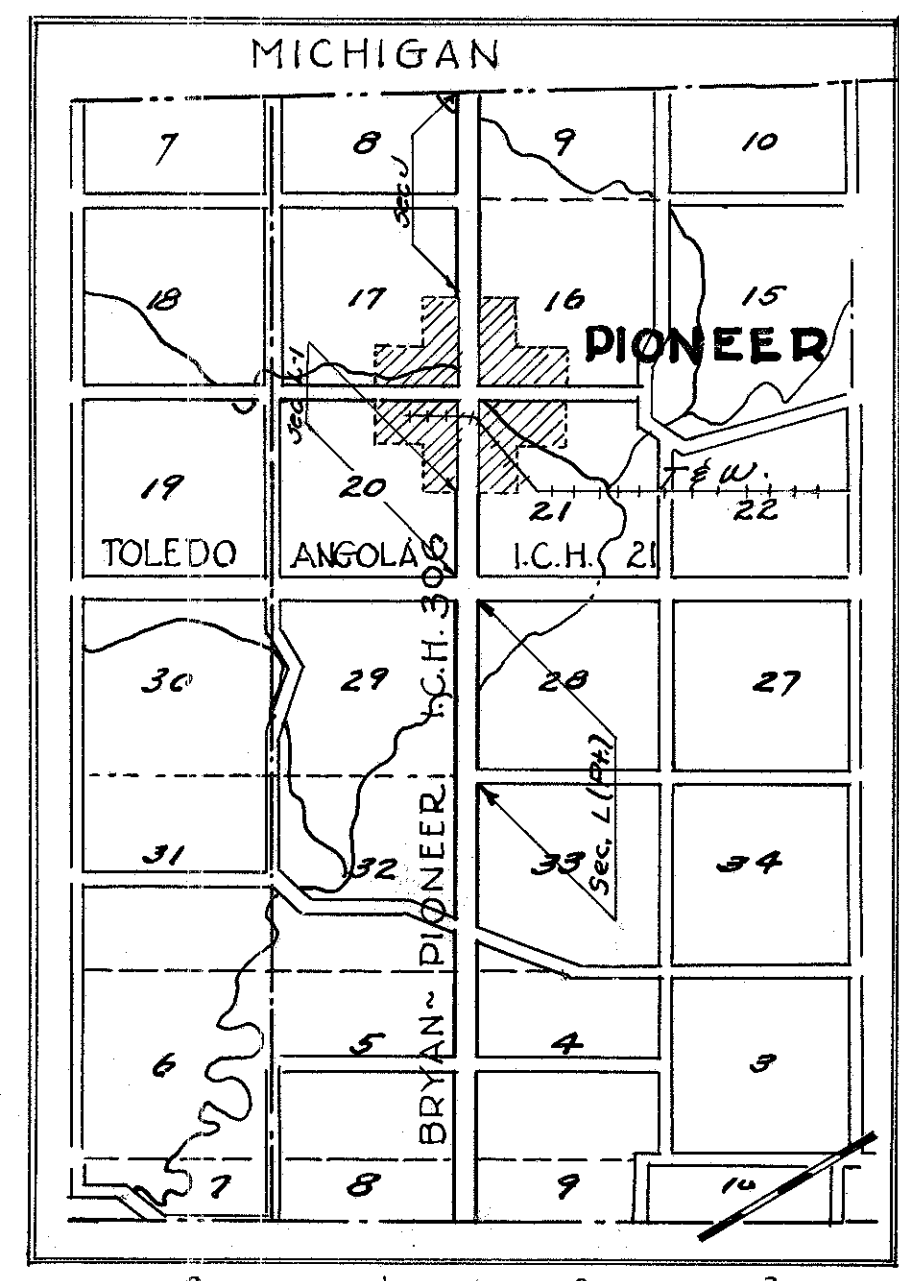 MICHIGAN
7 8 9 10
Sec J
18 17 16 15
PIONEER
Sec K-1
19 20 21 22
T & W.
TOLEDO ANGOLA I.C.H. 21
30 29 28 27
31 32 33 34
Sec. L (Pt.)
BRYAN~ PIONEER I.C.H. 306
6 5 4 3
7 8 9 10